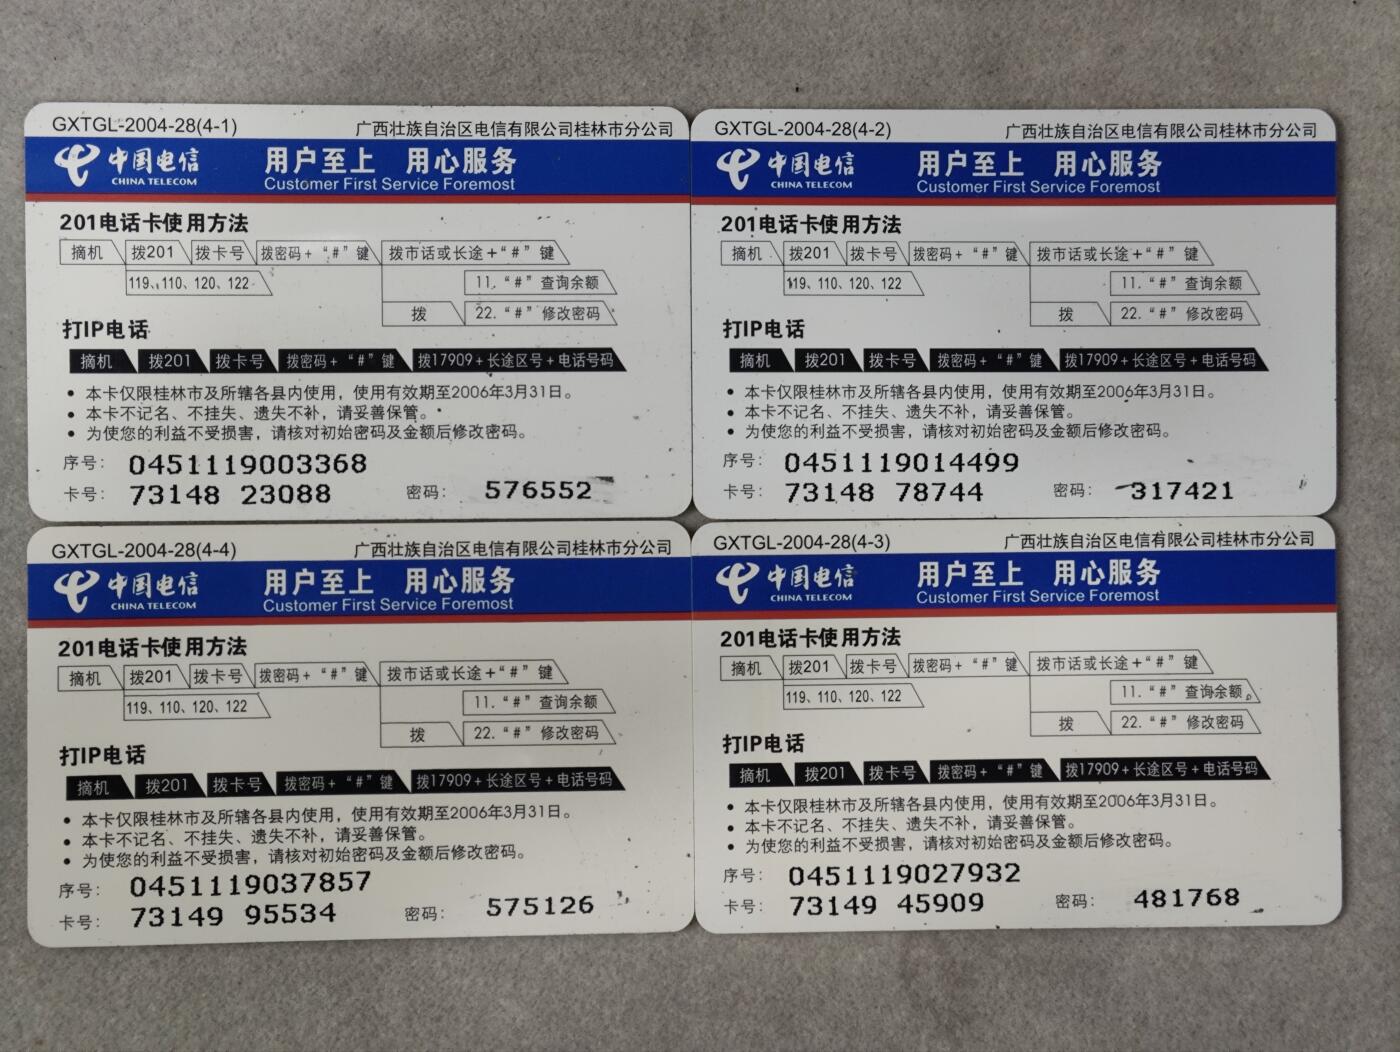 GXTGL-2004-28(4-1) 广西壮族自治区电信有限公司桂林市分公司
中国电信 用户至上 用心服务
CHINA TELECOM Customer First Service Foremost
201电话卡使用方法
摘机 拨201 拨卡号 拨密码+“#”键 拨市话或长途+“#”键
119、110、120、122 11.“#”查询余额
拨 22.“#”修改密码
打IP电话
摘机 拨201 拨卡号 拨密码+“#”键 拨17909+长途区号+电话号码
• 本卡仅限桂林市及所辖各县内使用，使用有效期至2006年3月31日。
• 本卡不记名、不挂失、遗失不补，请妥善保管。
• 为使您的利益不受损害，请核对初始密码及金额后修改密码。
序号： 0451119003368
卡号： 73148 23088 密码： 576552
GXTGL-2004-28(4-2) 广西壮族自治区电信有限公司桂林市分公司
中国电信 用户至上 用心服务
CHINA TELECOM Customer First Service Foremost
201电话卡使用方法
摘机 拨201 拨卡号 拨密码+“#”键 拨市话或长途+“#”键
119、110、120、122 11.“#”查询余额
拨 22.“#”修改密码
打IP电话
摘机 拨201 拨卡号 拨密码+“#”键 拨17909+长途区号+电话号码
• 本卡仅限桂林市及所辖各县内使用，使用有效期至2006年3月31日。
• 本卡不记名、不挂失、遗失不补，请妥善保管。
• 为使您的利益不受损害，请核对初始密码及金额后修改密码。
序号： 0451119014499
卡号： 73148 78744 密码： 317421
GXTGL-2004-28(4-4) 广西壮族自治区电信有限公司桂林市分公司
中国电信 用户至上 用心服务
CHINA TELECOM Customer First Service Foremost
201电话卡使用方法
摘机 拨201 拨卡号 拨密码+“#”键 拨市话或长途+“#”键
119、110、120、122 11.“#”查询余额
拨 22.“#”修改密码
打IP电话
摘机 拨201 拨卡号 拨密码+“#”键 拨17909+长途区号+电话号码
• 本卡仅限桂林市及所辖各县内使用，使用有效期至2006年3月31日。
• 本卡不记名、不挂失、遗失不补，请妥善保管。
• 为使您的利益不受损害，请核对初始密码及金额后修改密码。
序号： 0451119037857
卡号： 73149 95534 密码： 575126
GXTGL-2004-28(4-3) 广西壮族自治区电信有限公司桂林市分公司
中国电信 用户至上 用心服务
CHINA TELECOM Customer First Service Foremost
201电话卡使用方法
摘机 拨201 拨卡号 拨密码+“#”键 拨市话或长途+“#”键
119、110、120、122 11.“#”查询余额
拨 22.“#”修改密码
打IP电话
摘机 拨201 拨卡号 拨密码+“#”键 拨17909+长途区号+电话号码
• 本卡仅限桂林市及所辖各县内使用，使用有效期至2006年3月31日。
• 本卡不记名、不挂失、遗失不补，请妥善保管。
• 为使您的利益不受损害，请核对初始密码及金额后修改密码。
序号： 0451119027932
卡号： 73149 45909 密码： 481768